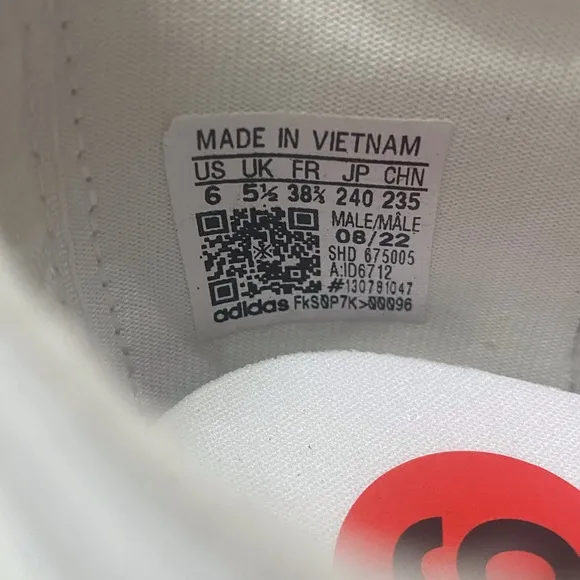 MADE IN VIETNAM
US UK FR JP CHN
6 5½ 38⅔ 240 235
MALE/MÂLE
08/22
SHD 675005
A:ID6712
#130781047
adidas FkS0P7K>00096